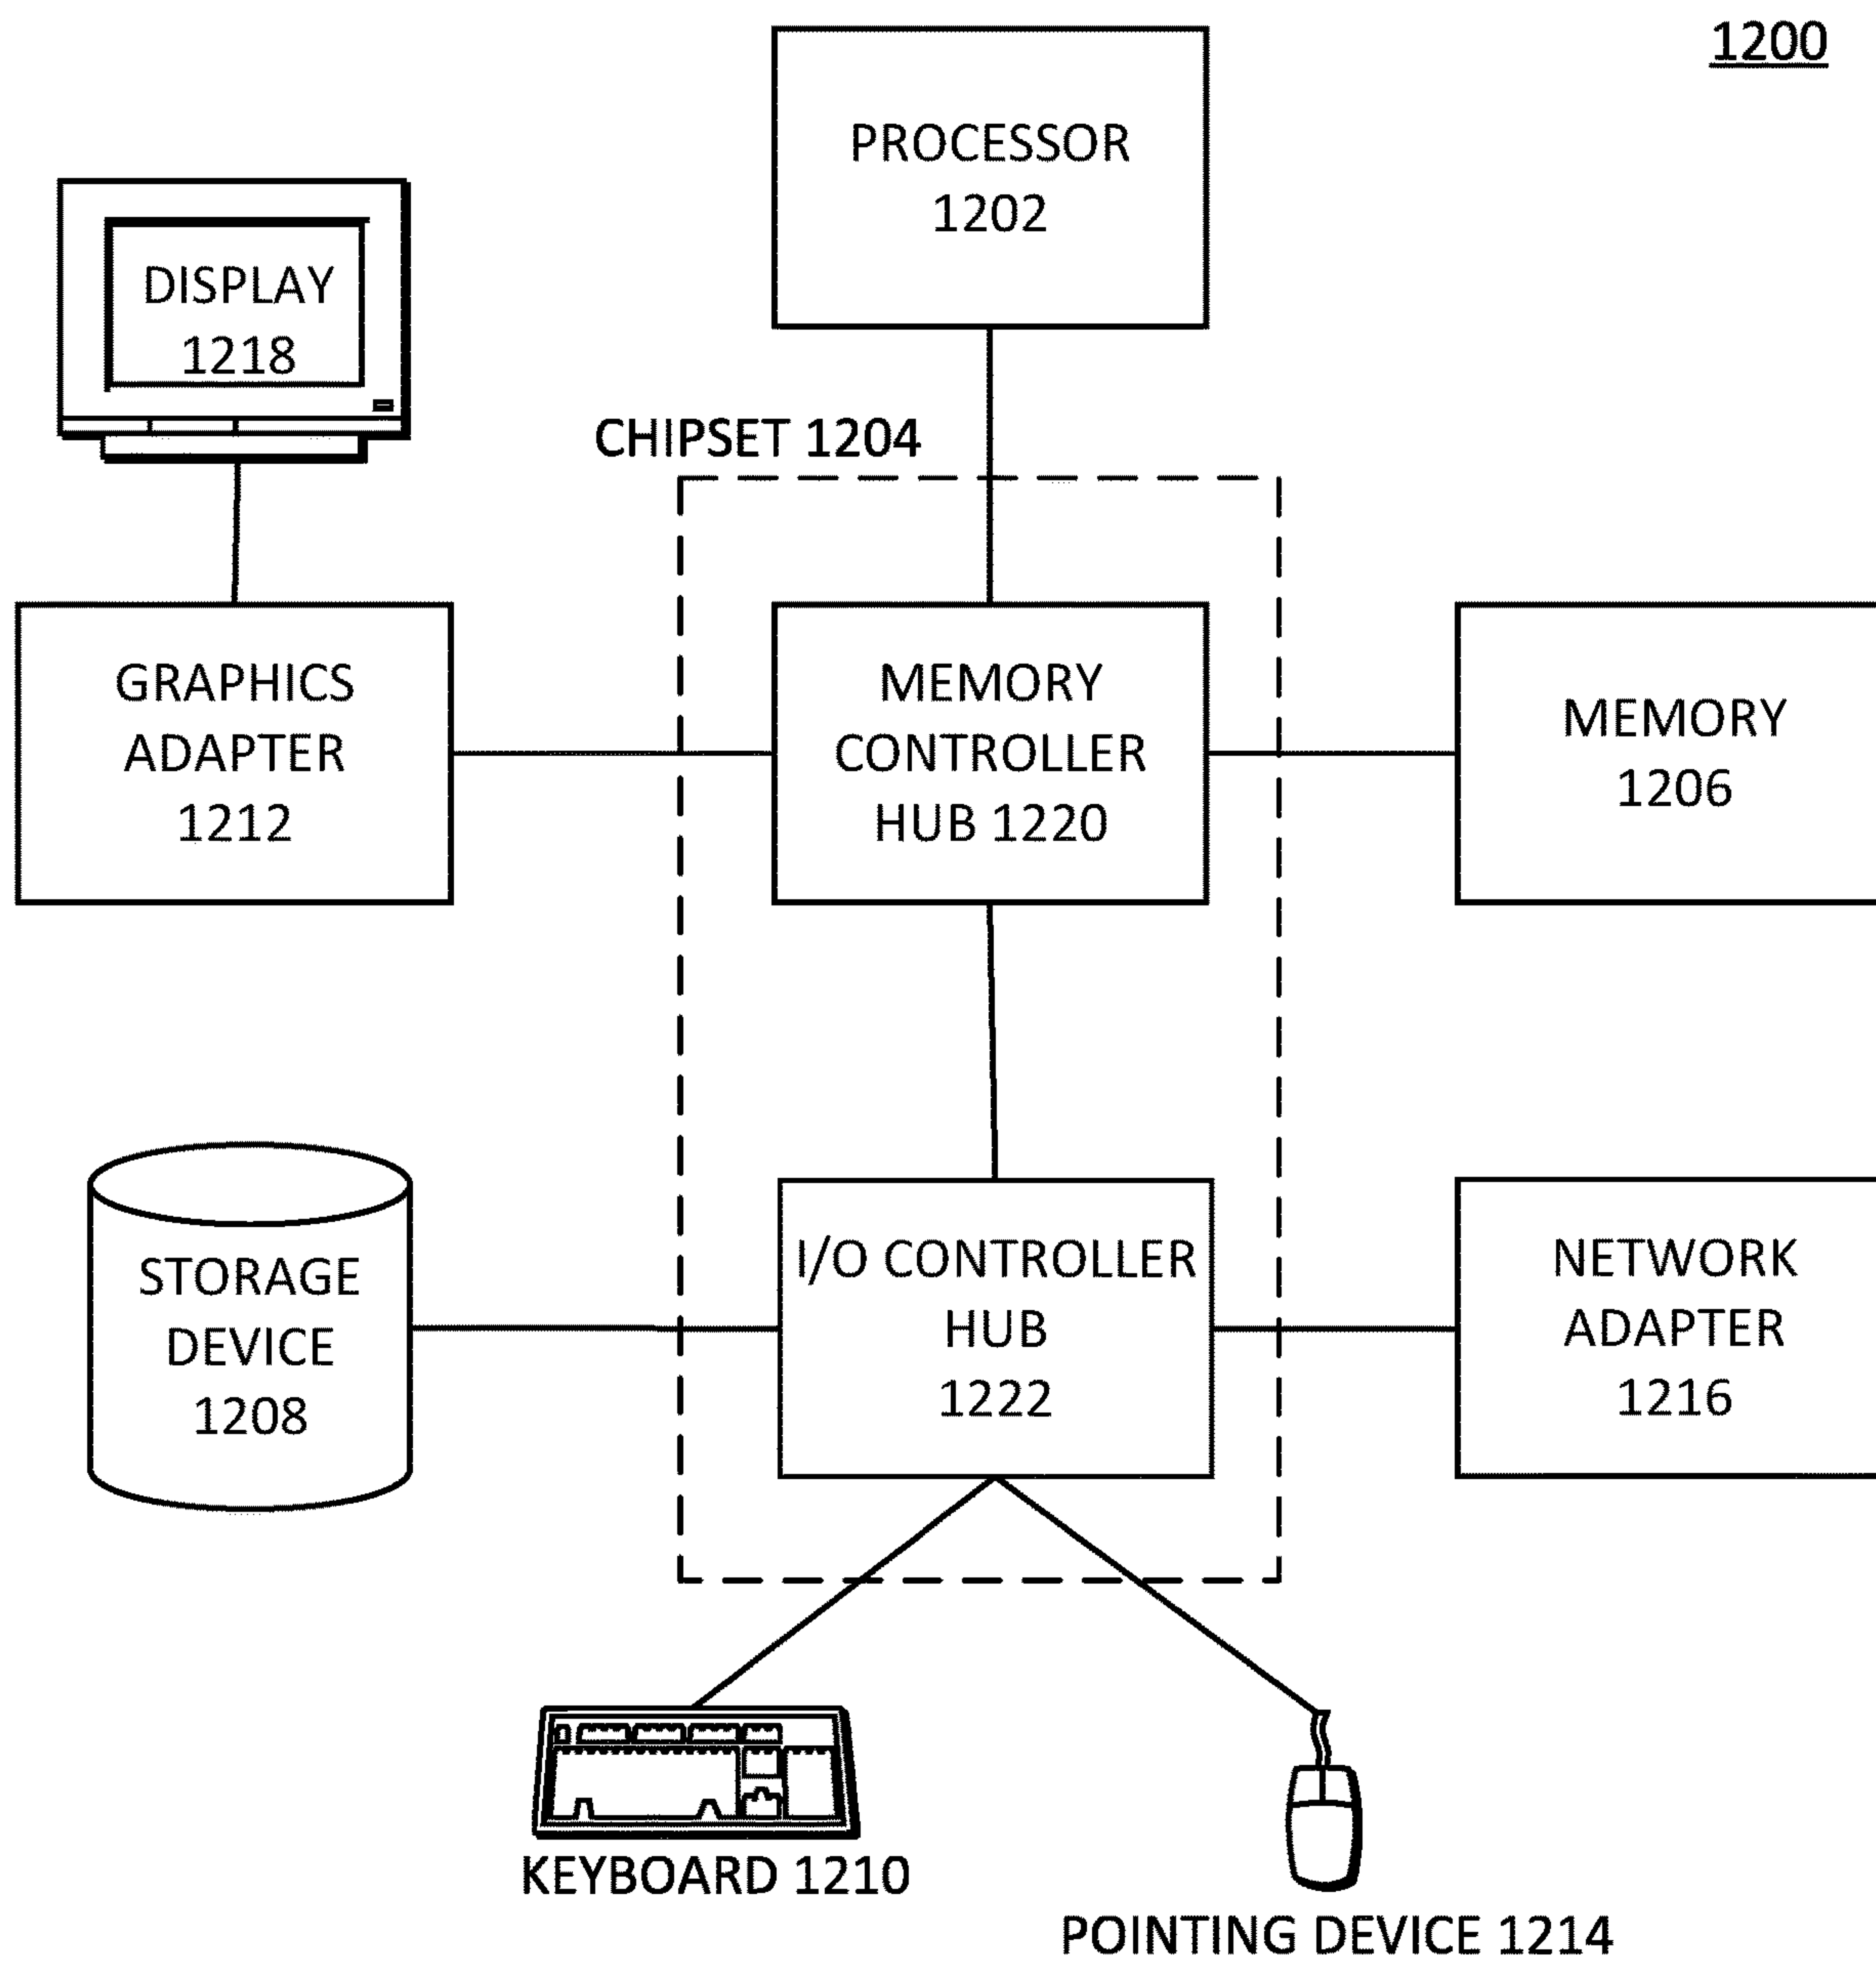 1200
PROCESSOR
1202
DISPLAY
1218
CHIPSET 1204
GRAPHICS
ADAPTER
1212
MEMORY
CONTROLLER
HUB 1220
MEMORY
1206
STORAGE
DEVICE
1208
I/O CONTROLLER
HUB
1222
NETWORK
ADAPTER
1216
KEYBOARD 1210
POINTING DEVICE 1214